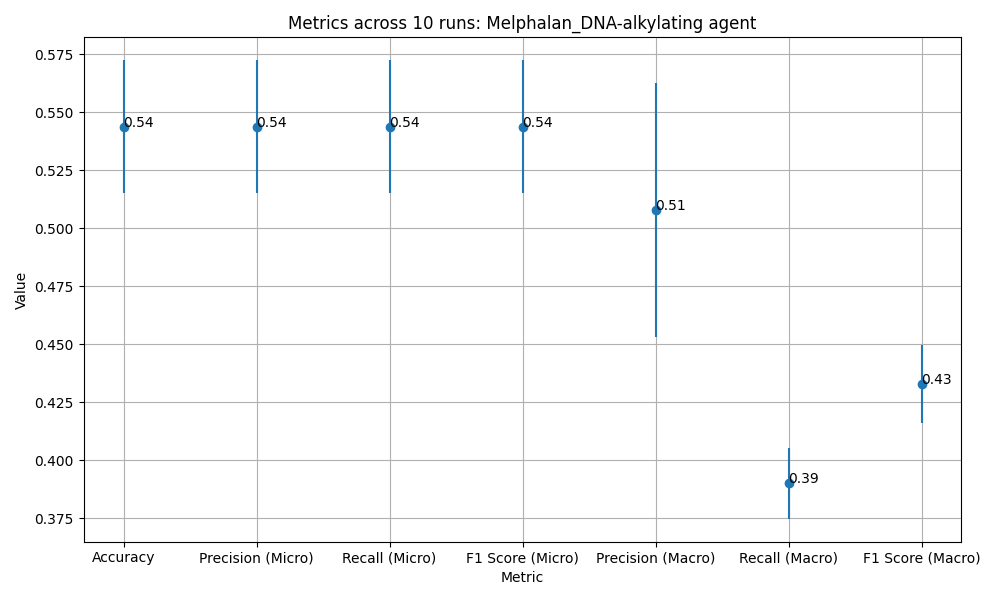 Metrics across 10 runs: Melphalan_DNA-alkylating agent
0.575
0.550
0.525
0.500
0.475
0.450
0.425
0.400
0.375
Value
0.54
0.54
0.54
0.54
0.51
0.39
0.43
Accuracy
Precision (Micro)
Recall (Micro)
F1 Score (Micro)
Precision (Macro)
Recall (Macro)
F1 Score (Macro)
Metric